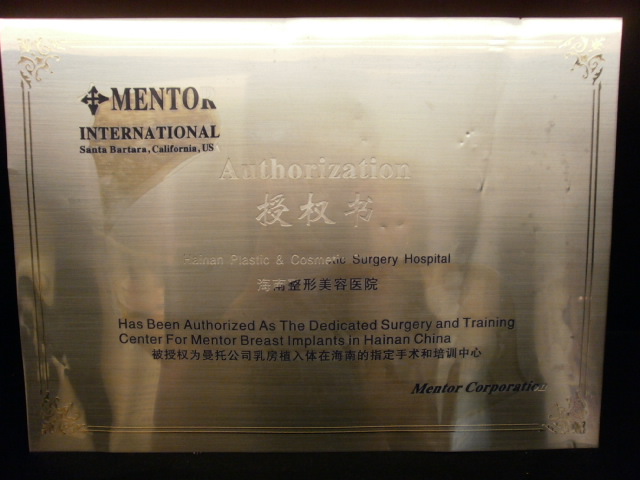 MENTOR
INTERNATIONAL
Santa Bartara, California, US
Authorization
授权书
Hainan Plastic & Cosmetic Surgery Hospital
海南整形美容医院
Has Been Authorized As The Dedicated Surgery and Training
Center For Mentor Breast Implants in Hainan China
被授权为曼托公司乳房植入体在海南的指定手术和培训中心
Mentor Corporation